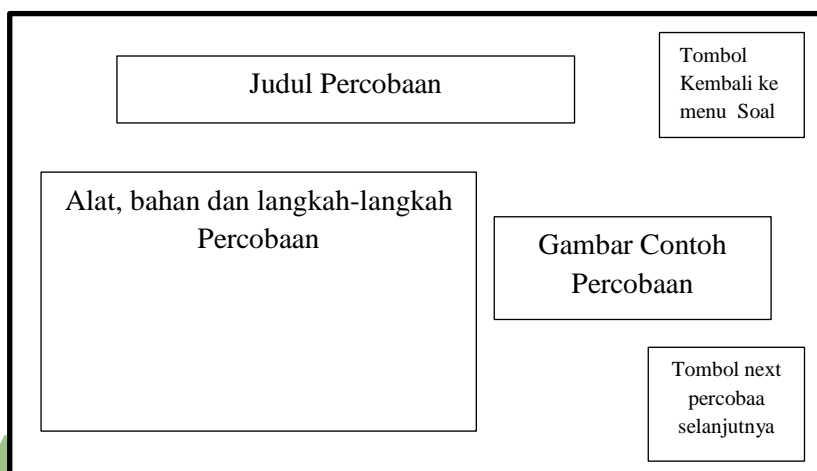 Judul Percobaan
Tombol
Kembali ke
menu Soal
Alat, bahan dan langkah-langkah
Percobaan
Gambar Contoh
Percobaan
Tombol next
percobaa
selanjutnya